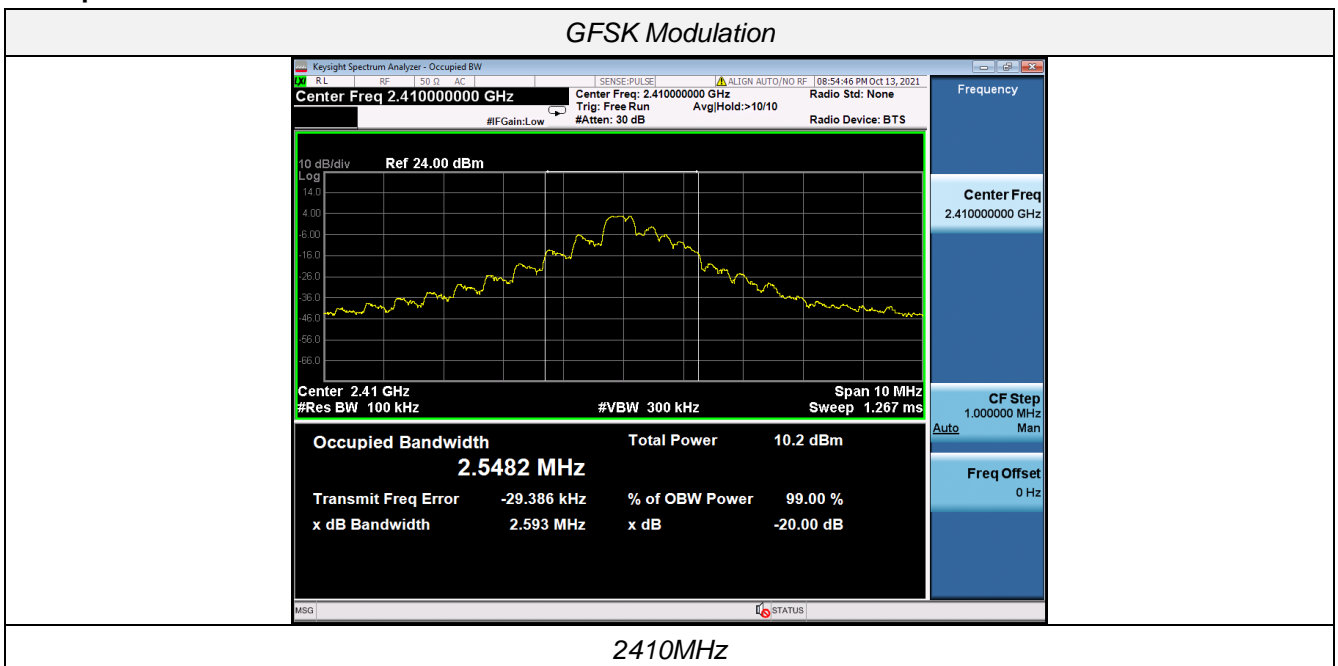 GFSK Modulation
Keysight Spectrum Analyzer - Occupied BW
LXI RL RF 50 Ω AC SENSE:PULSE ALIGN AUTO/NO RF 08:54:46 PM Oct 13, 2021
Center Freq 2.410000000 GHz
Center Freq: 2.410000000 GHz Radio Std: None
Trig: Free Run Avg|Hold:>10/10
#IFGain:Low #Atten: 30 dB Radio Device: BTS
10 dB/div Ref 24.00 dBm
Log
14.0
4.00
-6.00
-16.0
-26.0
-36.0
-46.0
-56.0
-66.0
Center 2.41 GHz Span 10 MHz
#Res BW 100 kHz #VBW 300 kHz Sweep 1.267 ms
Occupied Bandwidth Total Power 10.2 dBm
2.5482 MHz
Transmit Freq Error -29.386 kHz % of OBW Power 99.00 %
x dB Bandwidth 2.593 MHz x dB -20.00 dB
MSG STATUS
Frequency
Center Freq
2.410000000 GHz
CF Step
1.000000 MHz
Auto Man
Freq Offset
0 Hz
2410MHz